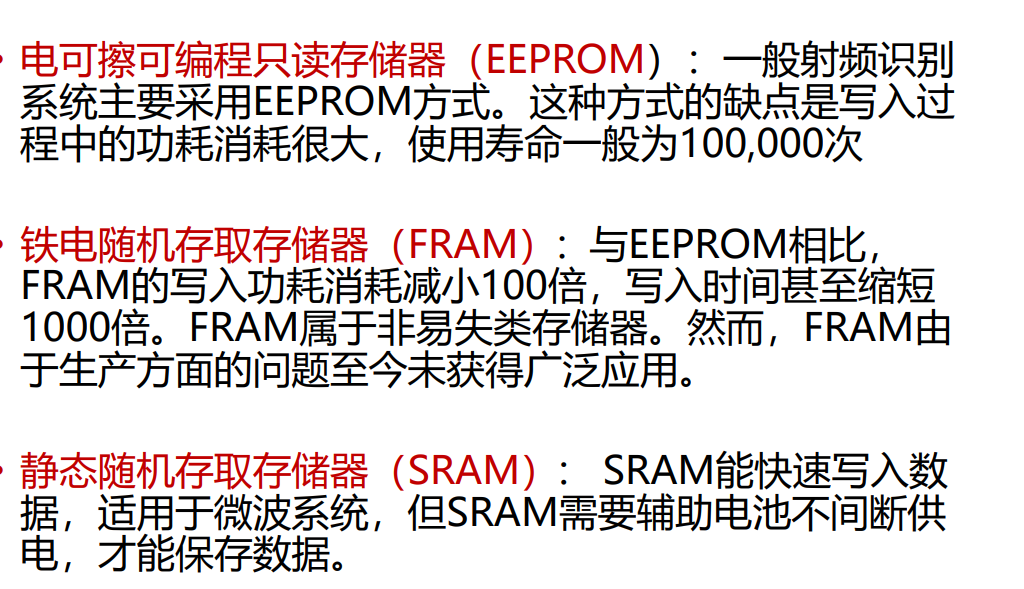 • 电可擦可编程只读存储器（EEPROM）：一般射频识别
系统主要采用EEPROM方式。这种方式的缺点是写入过
程中的功耗消耗很大，使用寿命一般为100,000次
• 铁电随机存取存储器（FRAM）：与EEPROM相比，
FRAM的写入功耗消耗减小100倍，写入时间甚至缩短
1000倍。FRAM属于非易失类存储器。然而，FRAM由
于生产方面的问题至今未获得广泛应用。
• 静态随机存取存储器（SRAM）： SRAM能快速写入数
据，适用于微波系统，但SRAM需要辅助电池不间断供
电，才能保存数据。